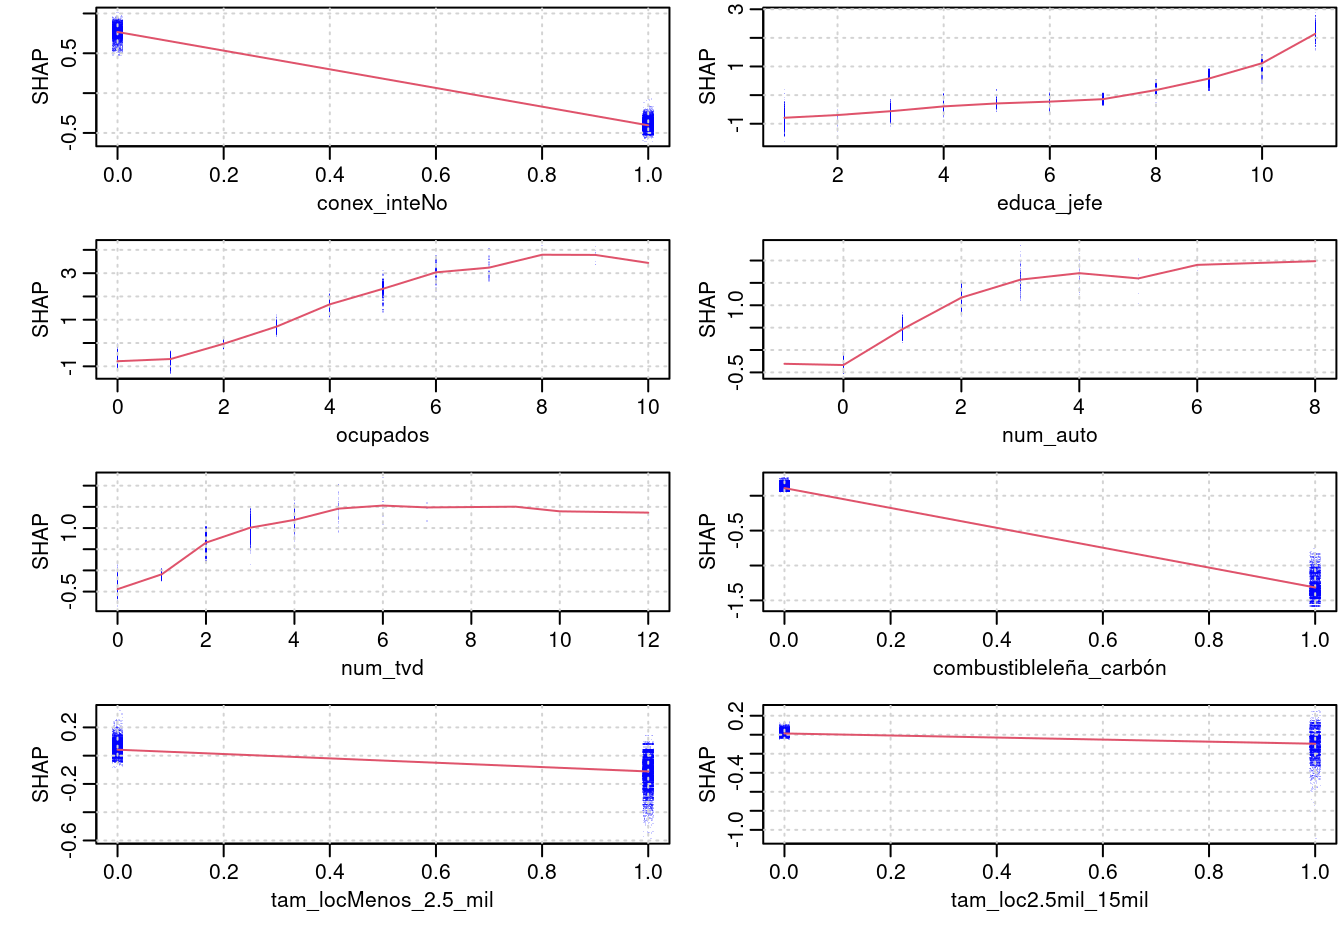 SHAP
-0.5 0.5
0.0 0.2 0.4 0.6 0.8 1.0
conex_inteNo
SHAP
-1 1 3
2 4 6 8 10
educa_jefe
SHAP
-1 1 3
0 2 4 6 8 10
ocupados
SHAP
-0.5 1.0
0 2 4 6 8
num_auto
SHAP
-0.5 1.0
0 2 4 6 8 10 12
num_tvd
SHAP
-1.5 -0.5
0.0 0.2 0.4 0.6 0.8 1.0
combustibleleña_carbón
SHAP
-0.6 -0.2 0.2
0.0 0.2 0.4 0.6 0.8 1.0
tam_locMenos_2.5_mil
SHAP
-1.0 -0.4 0.2
0.0 0.2 0.4 0.6 0.8 1.0
tam_loc2.5mil_15mil